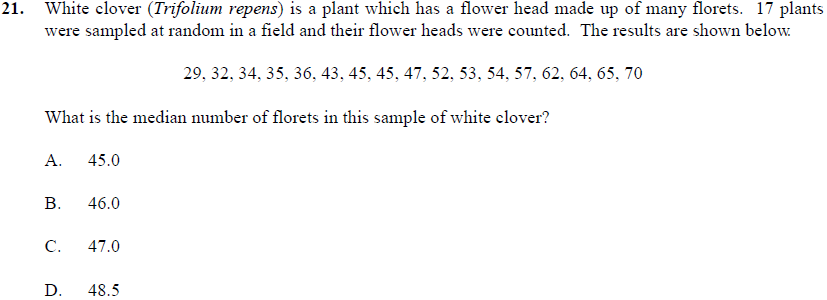 21. White clover (Trifolium repens) is a plant which has a flower head made up of many florets. 17 plants
were sampled at random in a field and their flower heads were counted. The results are shown below.
29, 32, 34, 35, 36, 43, 45, 45, 47, 52, 53, 54, 57, 62, 64, 65, 70
What is the median number of florets in this sample of white clover?
A. 45.0
B. 46.0
C. 47.0
D. 48.5